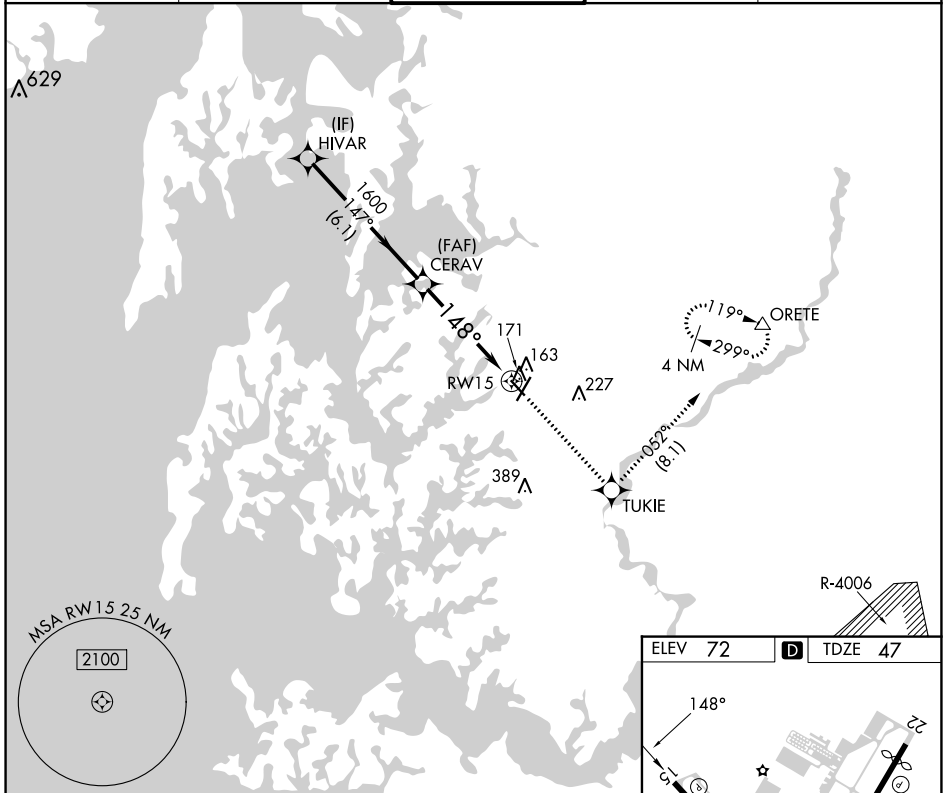 629
(IF)
HIVAR
1600
147°
(6.1)
(FAF)
CERAV
148°
171
163
RW15
227
119°
ORETE
299°
4 NM
052°
(8.1)
389
TUKIE
R-4006
MSA RW15 25 NM
2100
ELEV 72 D TDZE 47
148°
22
15
P
P